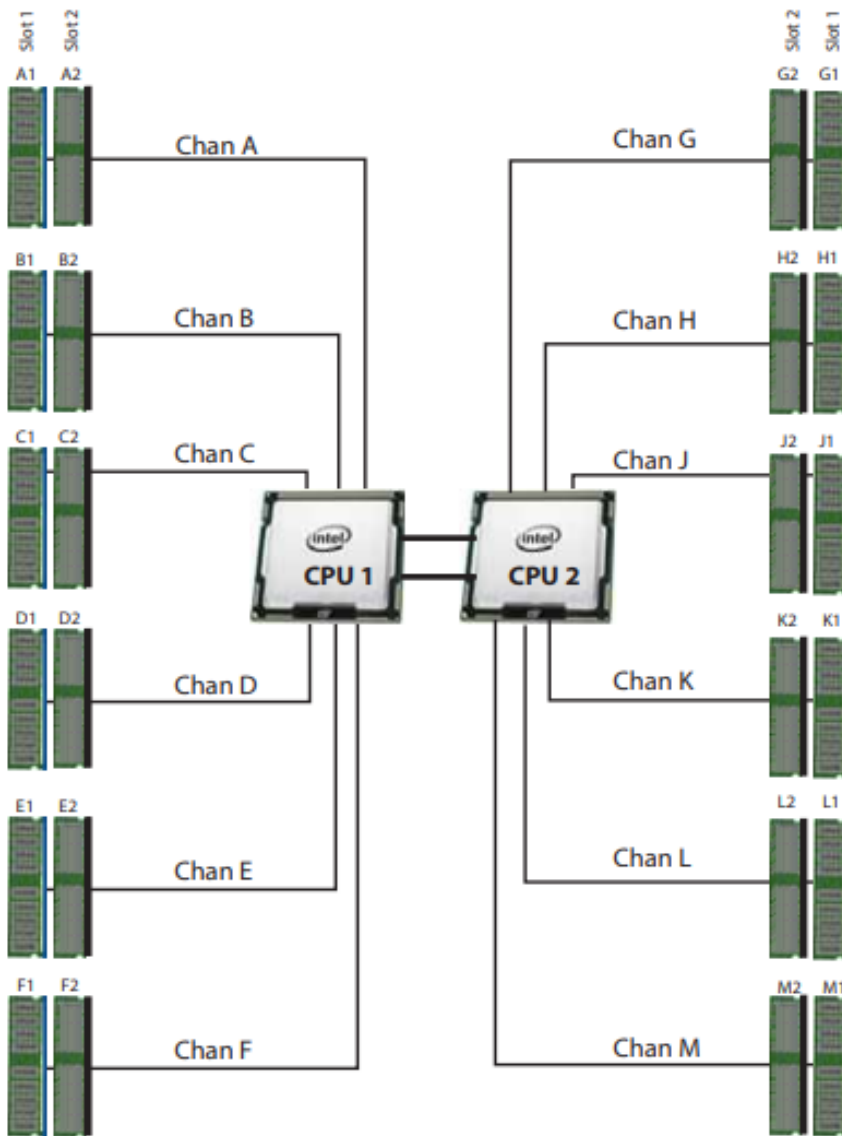 Slot 1 Slot 2 Slot 2 Slot 1
A1 A2 G2 G1
Chan A Chan G
B1 B2 H2 H1
Chan B Chan H
C1 C2 J2 J1
Chan C Chan J
intel intel
CPU 1 CPU 2
D1 D2 K2 K1
Chan D Chan K
E1 E2 L2 L1
Chan E Chan L
F1 F2 M2 M1
Chan F Chan M